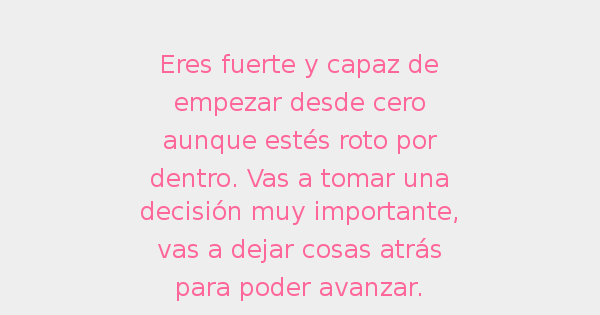 Eres fuerte y capaz de
empezar desde cero
aunque estés roto por
dentro. Vas a tomar una
decisión muy importante,
vas a dejar cosas atrás
para poder avanzar.